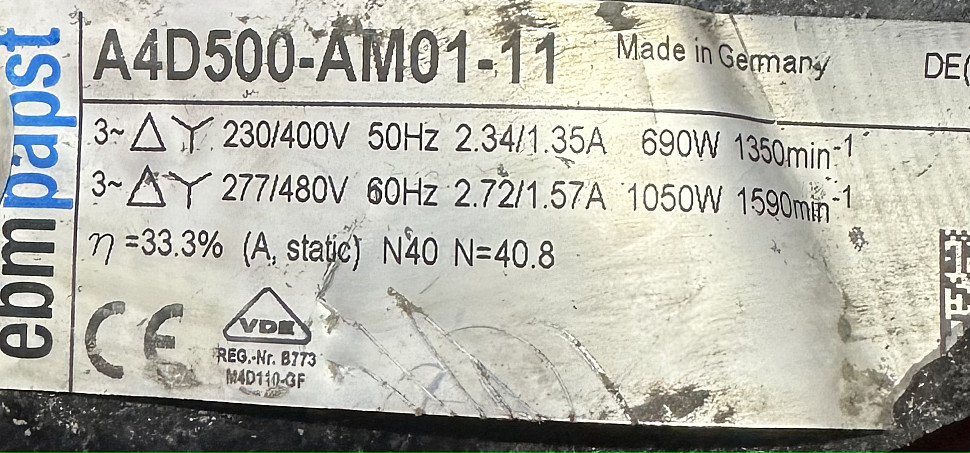 ebmpapst
A4D500-AM01-11 Made in Germany DE(
3~ Δ Y 230/400V 50Hz 2.34/1.35A 690W 1350min-1
3~ Δ Y 277/480V 60Hz 2.72/1.57A 1050W 1590min-1
η =33.3% (A, static) N40 N=40.8
CE
VDE
REG.-Nr. B773
M4D110-GF